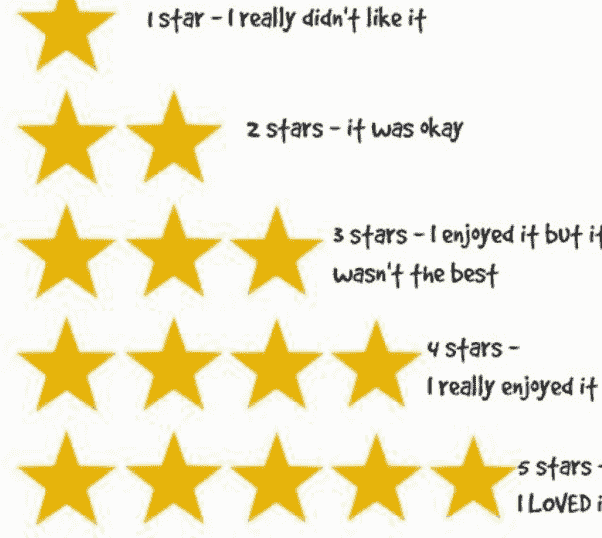 1 star - I really didn't like it
2 stars - it was okay
3 stars - I enjoyed it but it
wasn't the best
4 stars -
I really enjoyed it
5 stars -
I LOVED i